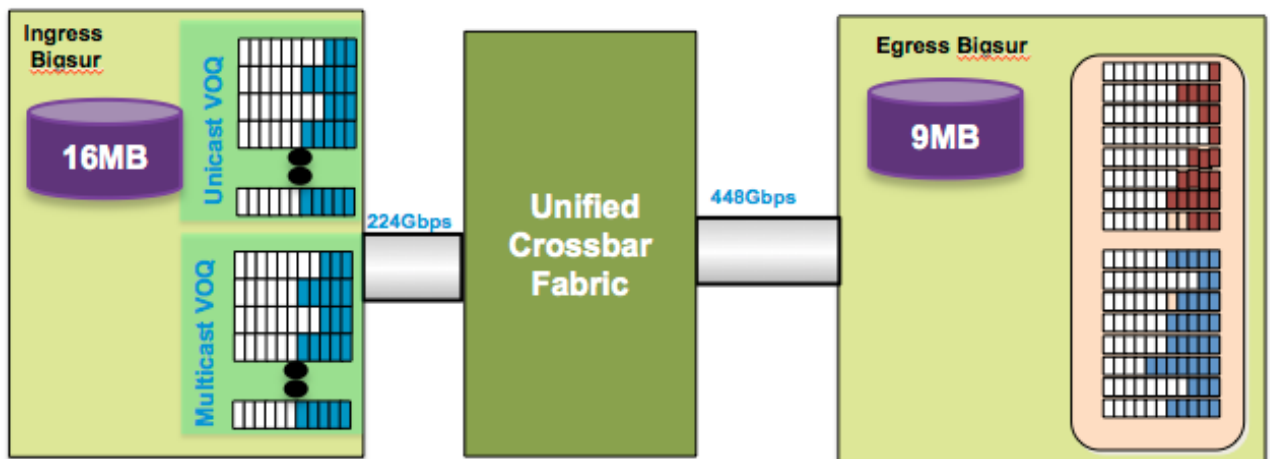 Ingress
Bigsur
16MB
Unicast VOQ
Multicast VOQ
224Gbps
Unified
Crossbar
Fabric
448Gbps
Egress Bigsur
9MB